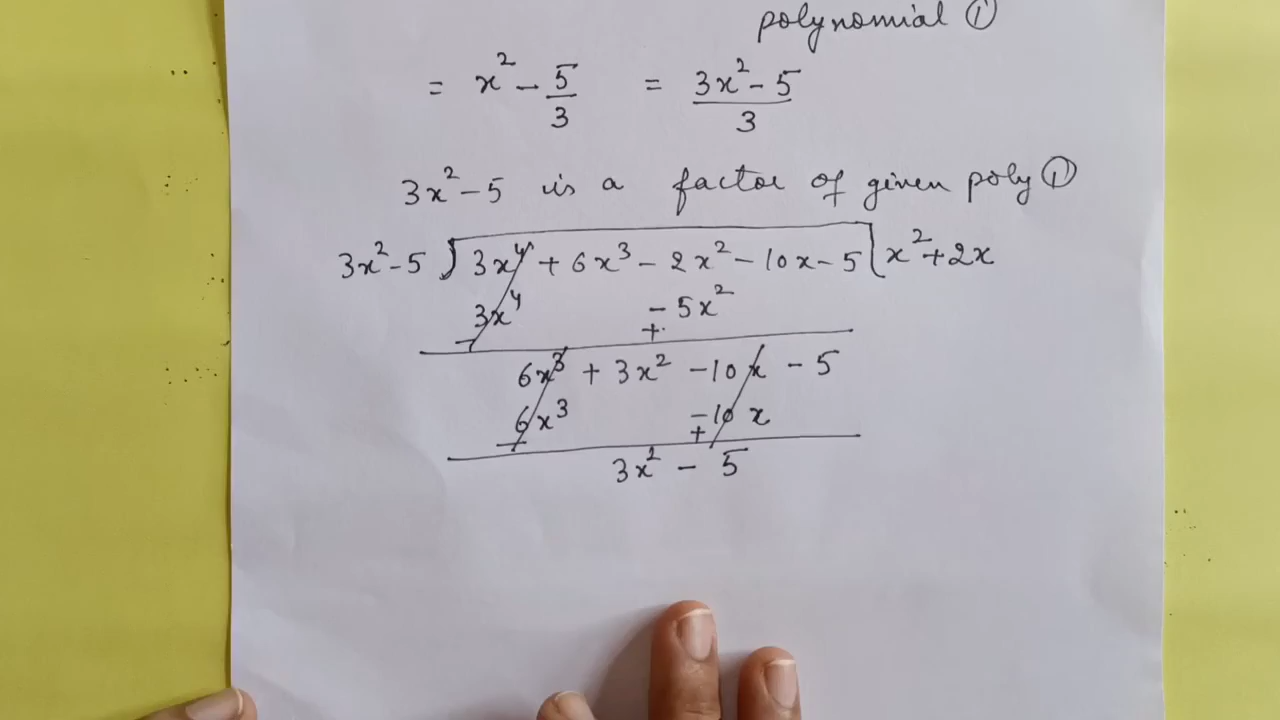 polynomial ①
= x² - 5/3 = (3x² - 5)/3
3x² - 5 is a factor of given poly ①
3x² - 5 ) 3x⁴ + 6x³ - 2x² - 10x - 5 ( x² + 2x
3x⁴ - 5x²
- +
6x³ + 3x² - 10x - 5
6x³ - 10x
- +
3x² - 5